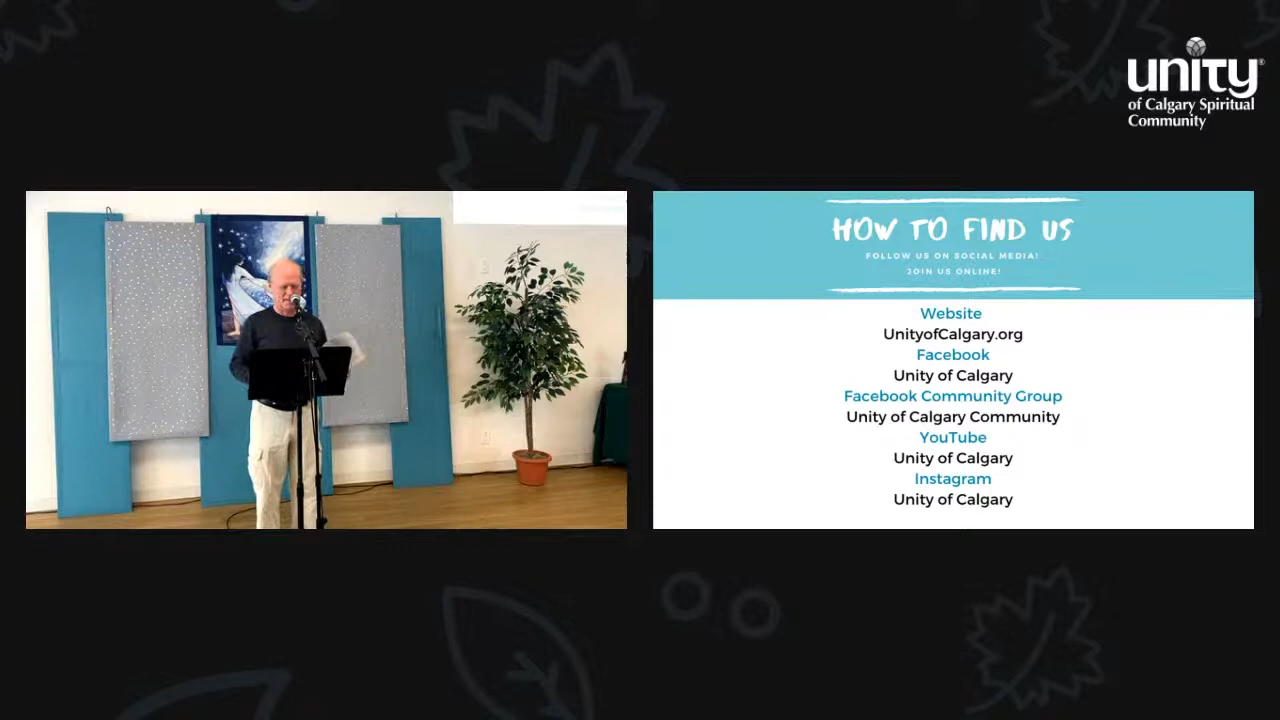 unity®
of Calgary Spiritual
Community
HOW TO FIND US
FOLLOW US ON SOCIAL MEDIA!
JOIN US ONLINE!
Website
UnityofCalgary.org
Facebook
Unity of Calgary
Facebook Community Group
Unity of Calgary Community
YouTube
Unity of Calgary
Instagram
Unity of Calgary